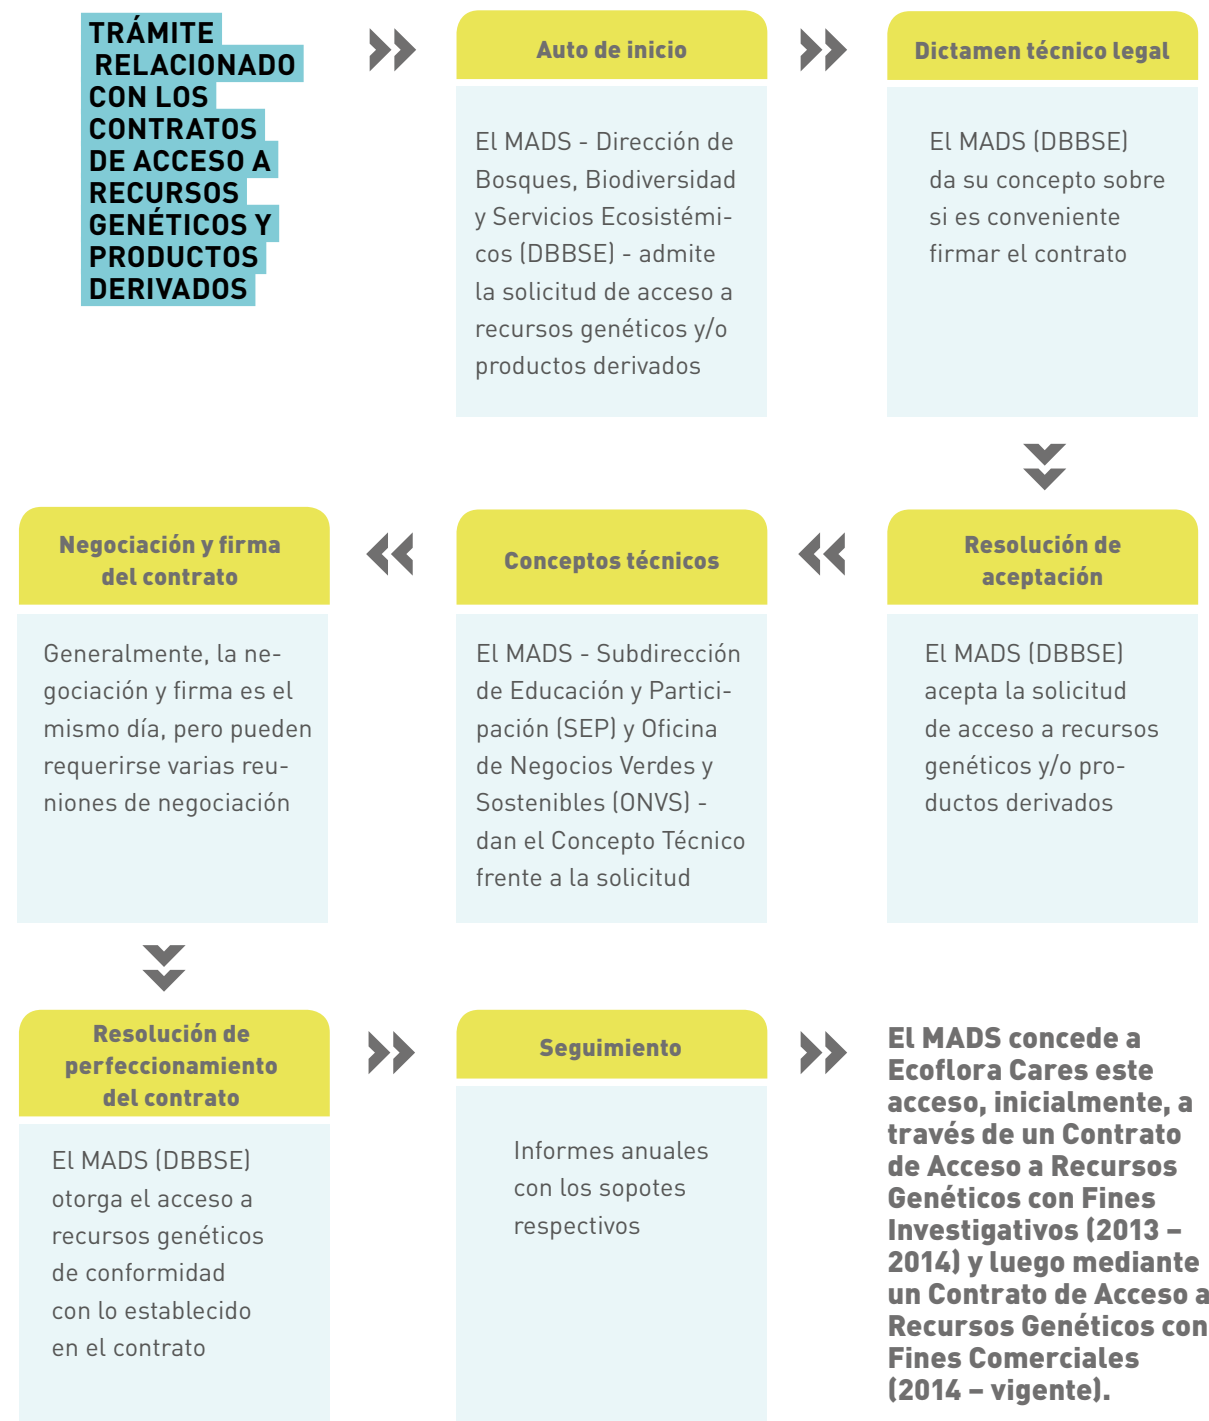 TRÁMITE
RELACIONADO
CON LOS
CONTRATOS
DE ACCESO A
RECURSOS
GENÉTICOS Y
PRODUCTOS
DERIVADOS
Auto de inicio
El MADS - Dirección de
Bosques, Biodiversidad
y Servicios Ecosistémi-
cos (DBBSE) - admite
la solicitud de acceso a
recursos genéticos y/o
productos derivados
Dictamen técnico legal
El MADS (DBBSE)
da su concepto sobre
si es conveniente
firmar el contrato
Resolución de
aceptación
El MADS (DBBSE)
acepta la solicitud
de acceso a recursos
genéticos y/o pro-
ductos derivados
Conceptos técnicos
El MADS - Subdirección
de Educación y Partici-
pación (SEP) y Oficina
de Negocios Verdes y
Sostenibles (ONVS) -
dan el Concepto Técnico
frente a la solicitud
Negociación y firma
del contrato
Generalmente, la ne-
gociación y firma es el
mismo día, pero pueden
requerirse varias reu-
niones de negociación
Resolución de
perfeccionamiento
del contrato
El MADS (DBBSE)
otorga el acceso a
recursos genéticos
de conformidad
con lo establecido
en el contrato
Seguimiento
Informes anuales
con los sopotes
respectivos
El MADS concede a
Ecoflora Cares este
acceso, inicialmente, a
través de un Contrato
de Acceso a Recursos
Genéticos con Fines
Investigativos (2013 –
2014) y luego mediante
un Contrato de Acceso a
Recursos Genéticos con
Fines Comerciales
(2014 – vigente).